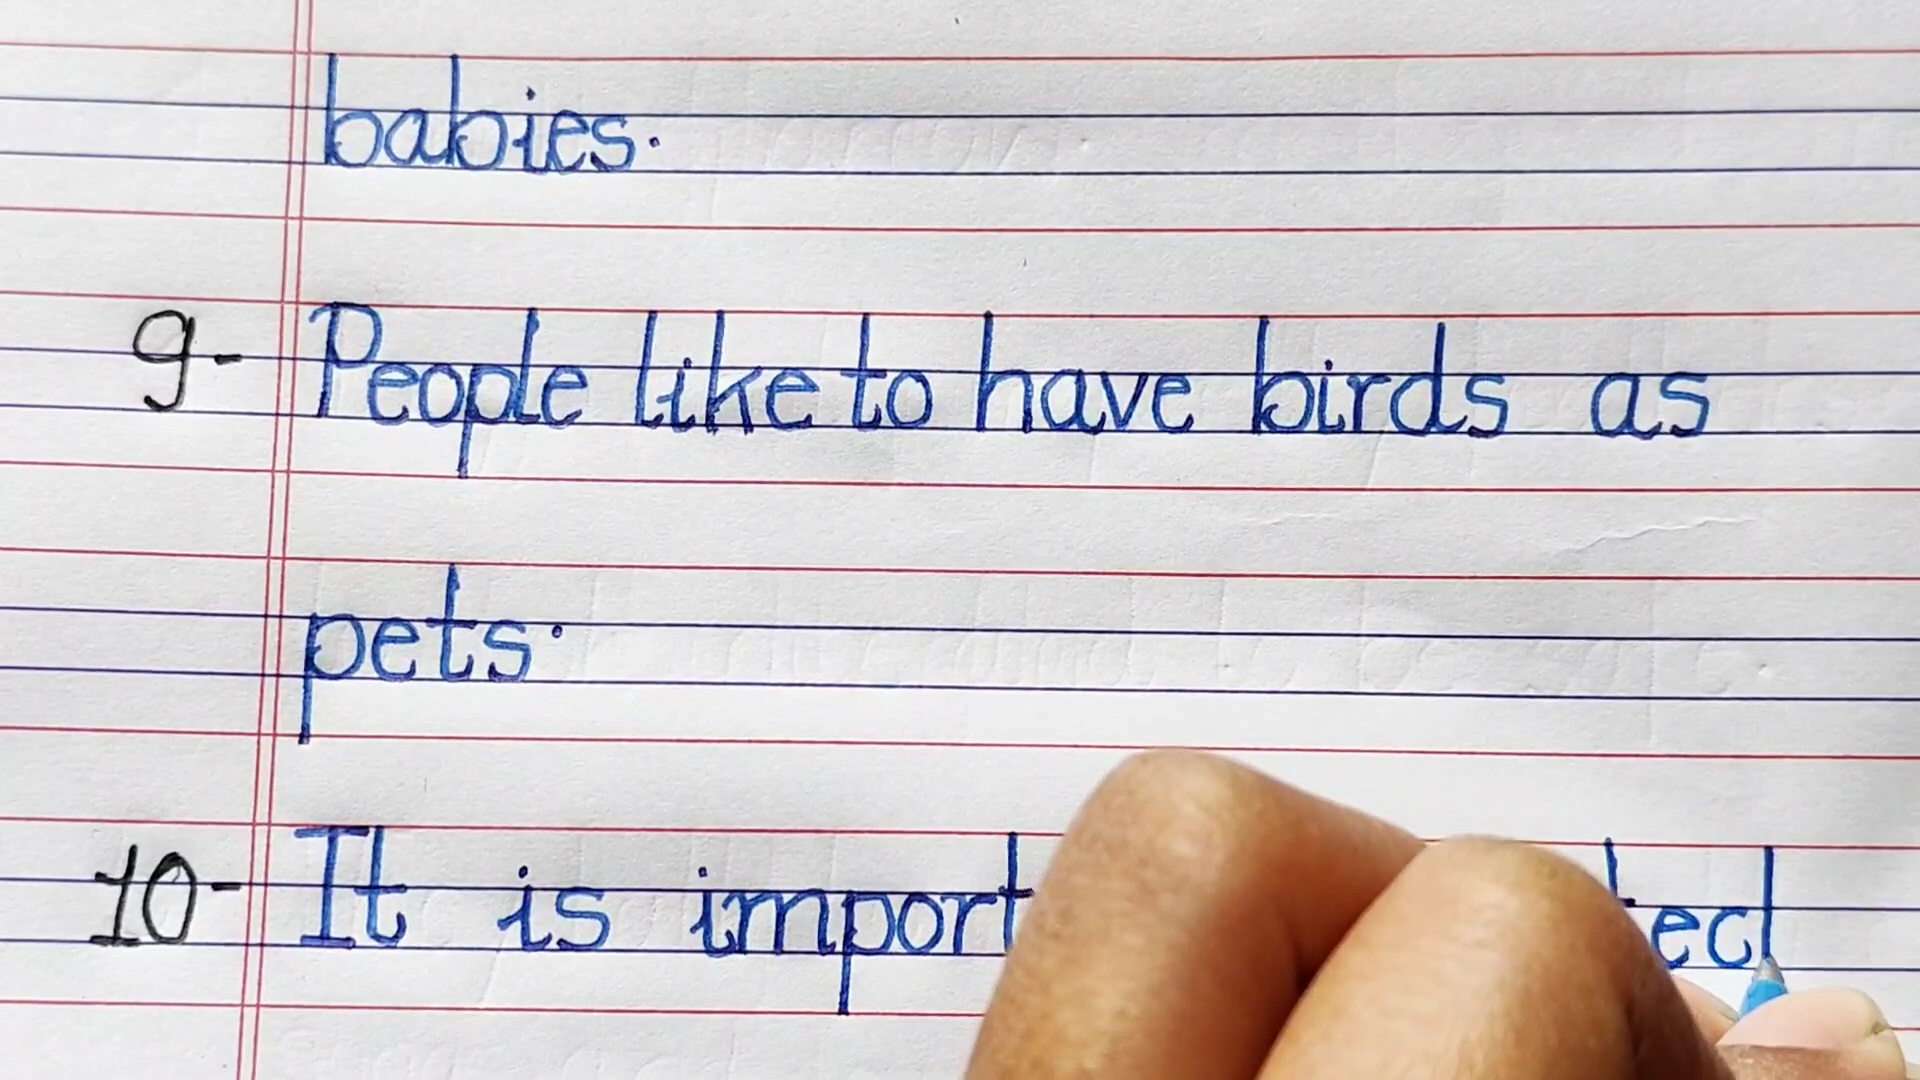 babies.
9- People like to have birds as
pets.
10- It is import